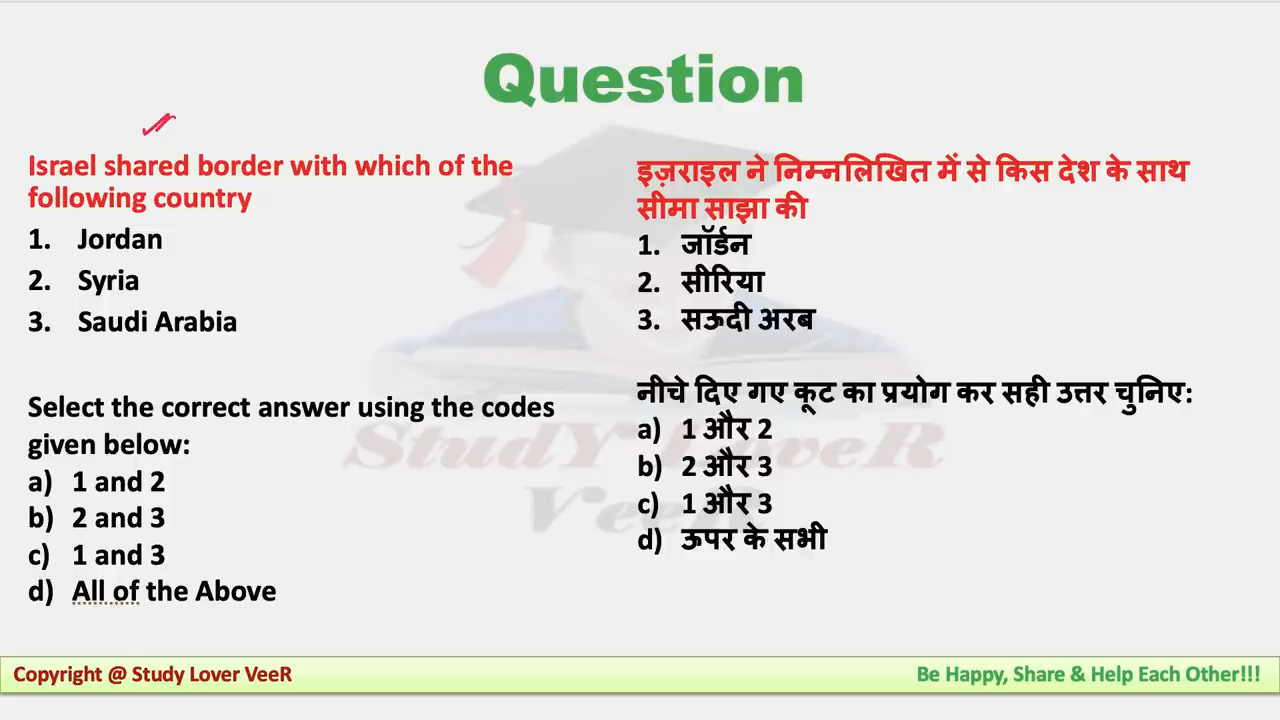 Question
Israel shared border with which of the
following country
1. Jordan
2. Syria
3. Saudi Arabia
Select the correct answer using the codes
given below:
a) 1 and 2
b) 2 and 3
c) 1 and 3
d) All of the Above
इज़राइल ने निम्नलिखित में से किस देश के साथ
सीमा साझा की
1. जॉर्डन
2. सीरिया
3. सऊदी अरब
नीचे दिए गए कूट का प्रयोग कर सही उत्तर चुनिए:
a) 1 और 2
b) 2 और 3
c) 1 और 3
d) ऊपर के सभी
StudY LoveR
VeeR
Copyright @ Study Lover VeeR
Be Happy, Share & Help Each Other!!!